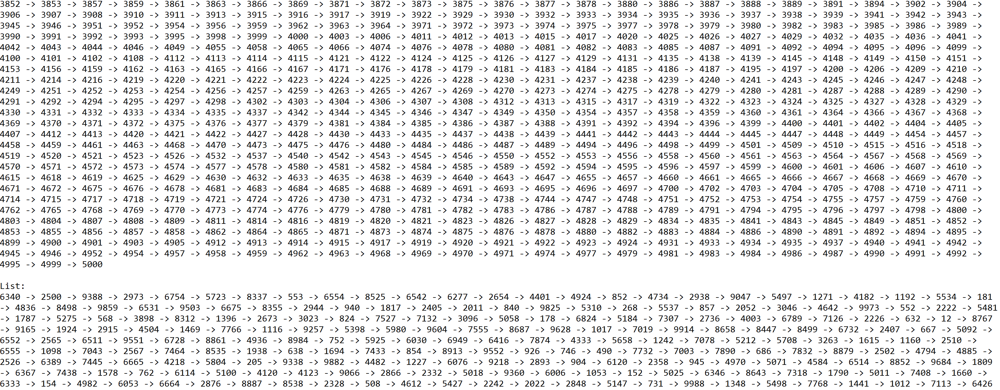 3852 -> 3853 -> 3857 -> 3859 -> 3861 -> 3863 -> 3866 -> 3869 -> 3871 -> 3872 -> 3873 -> 3875 -> 3876 -> 3877 -> 3878 -> 3880 -> 3886 -> 3887 -> 3888 -> 3889 -> 3891 -> 3894 -> 3902 -> 3904 ->
3906 -> 3907 -> 3908 -> 3910 -> 3911 -> 3913 -> 3915 -> 3916 -> 3917 -> 3919 -> 3922 -> 3929 -> 3930 -> 3932 -> 3933 -> 3934 -> 3935 -> 3936 -> 3937 -> 3938 -> 3939 -> 3941 -> 3942 -> 3943 ->
3945 -> 3946 -> 3951 -> 3952 -> 3954 -> 3956 -> 3959 -> 3962 -> 3963 -> 3964 -> 3971 -> 3972 -> 3973 -> 3974 -> 3975 -> 3977 -> 3978 -> 3979 -> 3980 -> 3982 -> 3983 -> 3985 -> 3986 -> 3989 ->
3990 -> 3991 -> 3992 -> 3993 -> 3995 -> 3998 -> 3999 -> 4000 -> 4003 -> 4006 -> 4011 -> 4012 -> 4013 -> 4015 -> 4017 -> 4020 -> 4025 -> 4026 -> 4027 -> 4029 -> 4032 -> 4035 -> 4036 -> 4041 ->
4042 -> 4043 -> 4044 -> 4046 -> 4049 -> 4055 -> 4058 -> 4065 -> 4066 -> 4074 -> 4076 -> 4078 -> 4080 -> 4081 -> 4082 -> 4083 -> 4085 -> 4087 -> 4091 -> 4092 -> 4094 -> 4095 -> 4096 -> 4099 ->
4100 -> 4101 -> 4102 -> 4108 -> 4112 -> 4113 -> 4114 -> 4115 -> 4121 -> 4122 -> 4124 -> 4125 -> 4126 -> 4127 -> 4129 -> 4131 -> 4135 -> 4138 -> 4139 -> 4145 -> 4148 -> 4149 -> 4150 -> 4151 ->
4153 -> 4156 -> 4159 -> 4162 -> 4163 -> 4165 -> 4166 -> 4167 -> 4171 -> 4176 -> 4178 -> 4179 -> 4181 -> 4183 -> 4184 -> 4185 -> 4186 -> 4187 -> 4195 -> 4197 -> 4200 -> 4206 -> 4209 -> 4210 ->
4211 -> 4214 -> 4216 -> 4219 -> 4220 -> 4221 -> 4222 -> 4223 -> 4224 -> 4225 -> 4226 -> 4228 -> 4230 -> 4231 -> 4237 -> 4238 -> 4239 -> 4240 -> 4241 -> 4243 -> 4245 -> 4246 -> 4247 -> 4248 ->
4249 -> 4251 -> 4252 -> 4253 -> 4254 -> 4256 -> 4257 -> 4259 -> 4263 -> 4265 -> 4267 -> 4269 -> 4270 -> 4273 -> 4274 -> 4275 -> 4278 -> 4279 -> 4280 -> 4281 -> 4287 -> 4288 -> 4289 -> 4290 ->
4291 -> 4292 -> 4294 -> 4295 -> 4297 -> 4298 -> 4302 -> 4303 -> 4304 -> 4306 -> 4307 -> 4308 -> 4312 -> 4313 -> 4315 -> 4317 -> 4319 -> 4322 -> 4323 -> 4324 -> 4325 -> 4327 -> 4328 -> 4329 ->
4330 -> 4331 -> 4332 -> 4333 -> 4334 -> 4335 -> 4337 -> 4342 -> 4344 -> 4345 -> 4346 -> 4347 -> 4349 -> 4350 -> 4354 -> 4357 -> 4358 -> 4359 -> 4360 -> 4361 -> 4364 -> 4366 -> 4367 -> 4368 ->
4369 -> 4370 -> 4371 -> 4372 -> 4375 -> 4376 -> 4377 -> 4379 -> 4381 -> 4384 -> 4385 -> 4386 -> 4387 -> 4388 -> 4391 -> 4392 -> 4394 -> 4396 -> 4399 -> 4400 -> 4401 -> 4402 -> 4404 -> 4405 ->
4407 -> 4412 -> 4413 -> 4420 -> 4421 -> 4422 -> 4427 -> 4428 -> 4430 -> 4433 -> 4435 -> 4437 -> 4438 -> 4439 -> 4441 -> 4442 -> 4443 -> 4444 -> 4445 -> 4447 -> 4448 -> 4449 -> 4454 -> 4457 ->
4458 -> 4459 -> 4461 -> 4463 -> 4468 -> 4470 -> 4473 -> 4475 -> 4476 -> 4480 -> 4484 -> 4486 -> 4487 -> 4489 -> 4494 -> 4496 -> 4498 -> 4499 -> 4501 -> 4509 -> 4510 -> 4515 -> 4516 -> 4518 ->
4519 -> 4520 -> 4521 -> 4523 -> 4526 -> 4532 -> 4537 -> 4540 -> 4542 -> 4543 -> 4545 -> 4546 -> 4550 -> 4552 -> 4553 -> 4556 -> 4558 -> 4560 -> 4561 -> 4563 -> 4564 -> 4567 -> 4568 -> 4569 ->
4570 -> 4571 -> 4572 -> 4573 -> 4574 -> 4577 -> 4578 -> 4580 -> 4581 -> 4582 -> 4584 -> 4585 -> 4589 -> 4592 -> 4594 -> 4595 -> 4596 -> 4597 -> 4599 -> 4600 -> 4601 -> 4606 -> 4607 -> 4610 ->
4615 -> 4618 -> 4619 -> 4625 -> 4629 -> 4630 -> 4632 -> 4633 -> 4635 -> 4638 -> 4639 -> 4640 -> 4643 -> 4647 -> 4655 -> 4657 -> 4660 -> 4661 -> 4665 -> 4666 -> 4667 -> 4668 -> 4669 -> 4670 ->
4671 -> 4672 -> 4675 -> 4676 -> 4678 -> 4681 -> 4683 -> 4684 -> 4685 -> 4688 -> 4689 -> 4691 -> 4693 -> 4695 -> 4696 -> 4697 -> 4700 -> 4702 -> 4703 -> 4704 -> 4705 -> 4708 -> 4710 -> 4711 ->
4714 -> 4715 -> 4717 -> 4718 -> 4719 -> 4721 -> 4724 -> 4726 -> 4730 -> 4731 -> 4732 -> 4734 -> 4738 -> 4744 -> 4747 -> 4748 -> 4751 -> 4752 -> 4753 -> 4754 -> 4755 -> 4757 -> 4759 -> 4760 ->
4762 -> 4765 -> 4768 -> 4769 -> 4770 -> 4773 -> 4774 -> 4776 -> 4779 -> 4780 -> 4781 -> 4782 -> 4783 -> 4786 -> 4787 -> 4788 -> 4789 -> 4791 -> 4794 -> 4795 -> 4796 -> 4797 -> 4798 -> 4800 ->
4803 -> 4804 -> 4807 -> 4808 -> 4809 -> 4811 -> 4814 -> 4816 -> 4819 -> 4820 -> 4821 -> 4823 -> 4826 -> 4827 -> 4828 -> 4829 -> 4834 -> 4835 -> 4841 -> 4843 -> 4845 -> 4849 -> 4851 -> 4852 ->
4853 -> 4855 -> 4856 -> 4857 -> 4858 -> 4862 -> 4864 -> 4865 -> 4871 -> 4873 -> 4874 -> 4875 -> 4876 -> 4878 -> 4880 -> 4882 -> 4883 -> 4884 -> 4886 -> 4890 -> 4891 -> 4892 -> 4894 -> 4895 ->
4899 -> 4900 -> 4901 -> 4903 -> 4905 -> 4912 -> 4913 -> 4914 -> 4915 -> 4917 -> 4919 -> 4920 -> 4921 -> 4922 -> 4923 -> 4924 -> 4931 -> 4933 -> 4934 -> 4935 -> 4937 -> 4940 -> 4941 -> 4942 ->
4945 -> 4946 -> 4952 -> 4954 -> 4957 -> 4958 -> 4959 -> 4962 -> 4963 -> 4968 -> 4969 -> 4970 -> 4971 -> 4974 -> 4977 -> 4979 -> 4981 -> 4983 -> 4984 -> 4986 -> 4987 -> 4990 -> 4991 -> 4992 ->
4995 -> 4999 -> 5000
List:
6340 -> 2500 -> 9388 -> 2973 -> 6754 -> 5723 -> 8337 -> 553 -> 6554 -> 8525 -> 6542 -> 6277 -> 2654 -> 4401 -> 4924 -> 852 -> 4734 -> 2938 -> 9047 -> 5497 -> 1271 -> 4182 -> 1192 -> 5534 -> 181
-> 4836 -> 8498 -> 9859 -> 6531 -> 9503 -> 6675 -> 8355 -> 2944 -> 940 -> 1817 -> 2405 -> 2011 -> 840 -> 9825 -> 5310 -> 268 -> 5537 -> 857 -> 2052 -> 3046 -> 4642 -> 9973 -> 552 -> 2222 -> 5481
-> 1787 -> 5275 -> 568 -> 3898 -> 8312 -> 1396 -> 2673 -> 3023 -> 824 -> 7527 -> 7132 -> 3096 -> 5058 -> 178 -> 6824 -> 5184 -> 7307 -> 2736 -> 4003 -> 6789 -> 7126 -> 2226 -> 632 -> 12 -> 8767
-> 9165 -> 1924 -> 2915 -> 4504 -> 1469 -> 7766 -> 1116 -> 9257 -> 5398 -> 5980 -> 9604 -> 7555 -> 8687 -> 9628 -> 1017 -> 7019 -> 9914 -> 8658 -> 8447 -> 8499 -> 6732 -> 2407 -> 667 -> 5092 ->
6552 -> 2565 -> 6511 -> 9551 -> 6728 -> 8861 -> 4936 -> 8984 -> 752 -> 5925 -> 6030 -> 6949 -> 6416 -> 7874 -> 4333 -> 5658 -> 1242 -> 7078 -> 5212 -> 5708 -> 3263 -> 1615 -> 1160 -> 2510 ->
6555 -> 1098 -> 7043 -> 2567 -> 7464 -> 8535 -> 1938 -> 638 -> 1694 -> 7433 -> 854 -> 8913 -> 9552 -> 926 -> 746 -> 490 -> 7732 -> 7003 -> 7890 -> 686 -> 7832 -> 8879 -> 2502 -> 4794 -> 4885 ->
2526 -> 6389 -> 7445 -> 6665 -> 4218 -> 5804 -> 205 -> 9338 -> 9882 -> 4482 -> 1227 -> 6076 -> 9218 -> 2893 -> 904 -> 6120 -> 2358 -> 945 -> 4970 -> 5071 -> 4584 -> 6514 -> 8852 -> 9684 -> 1809
-> 6367 -> 7438 -> 1578 -> 762 -> 6114 -> 5100 -> 4120 -> 4123 -> 9066 -> 2866 -> 2332 -> 5018 -> 9360 -> 6006 -> 1053 -> 152 -> 5025 -> 6346 -> 8643 -> 7318 -> 1790 -> 5011 -> 7408 -> 1660 ->
6333 -> 154 -> 4982 -> 6053 -> 6664 -> 2876 -> 8887 -> 8538 -> 2328 -> 508 -> 4612 -> 5427 -> 2242 -> 2022 -> 2848 -> 5147 -> 731 -> 9988 -> 1348 -> 5498 -> 7768 -> 1441 -> 1012 -> 7113 -> 6426